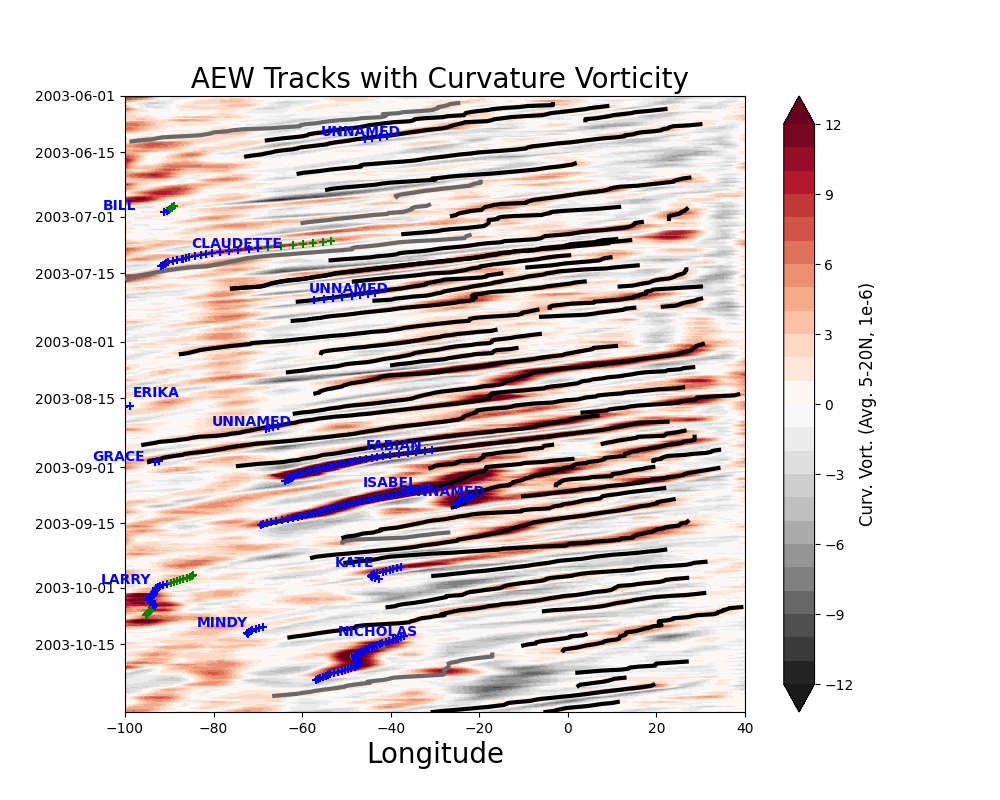 AEW Tracks with Curvature Vorticity
2003-06-01
2003-06-15
2003-07-01
2003-07-15
2003-08-01
2003-08-15
2003-09-01
2003-09-15
2003-10-01
2003-10-15
UNNAMED
BILL
CLAUDETTE
UNNAMED
ERIKA
UNNAMED
GRACE
FABIAN
ISABEL
UNNAMED
KATE
LARRY
MINDY
NICHOLAS
−100
−80
−60
−40
−20
0
20
40
Longitude
12
9
6
3
0
−3
−6
−9
−12
Curv. Vort. (Avg. 5-20N, 1e-6)